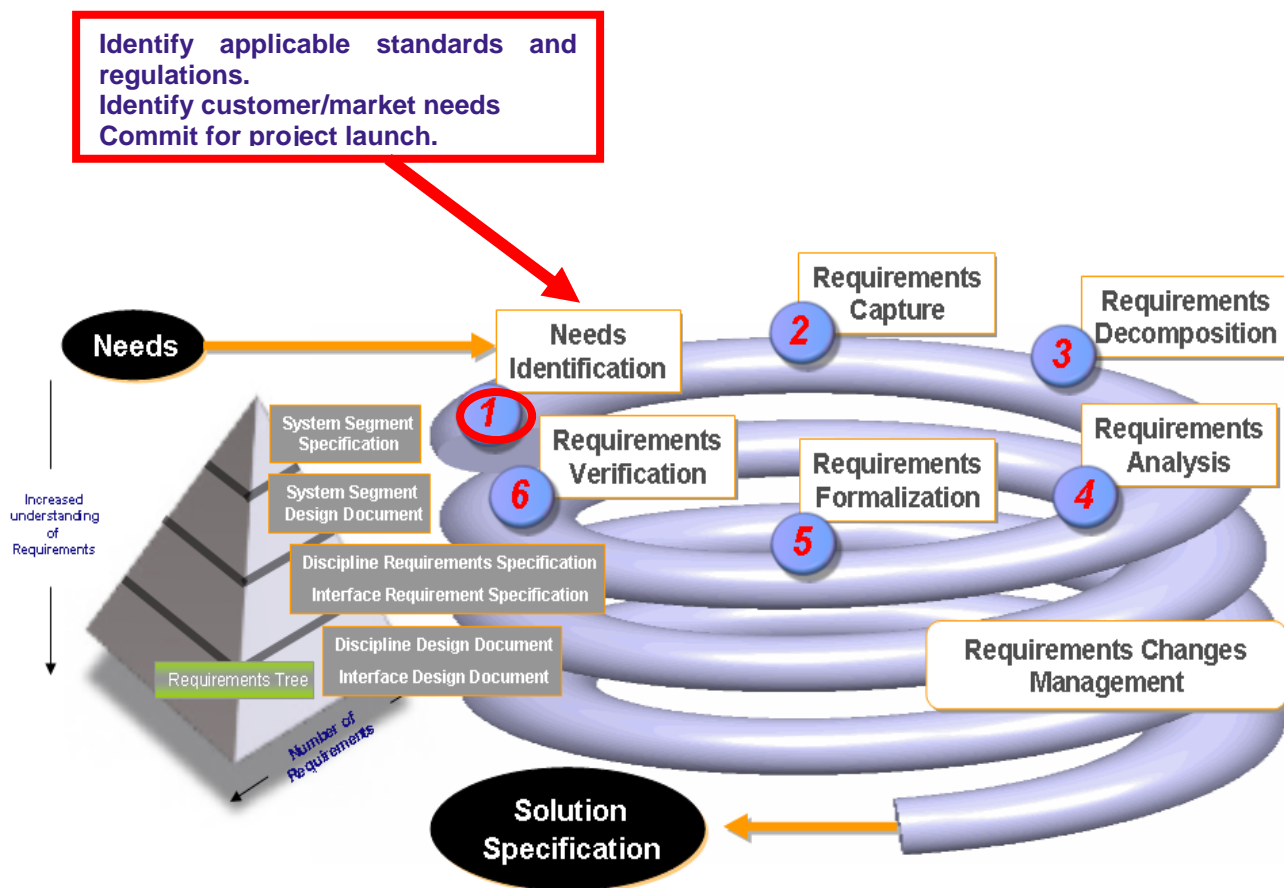 Identify applicable standards and
regulations.
Identify customer/market needs
Commit for project launch.
Needs
Needs
Identification
1
Requirements
Capture
2
Requirements
Decomposition
3
Requirements
Analysis
4
Requirements
Formalization
5
Requirements
Verification
6
System Segment
Specification
System Segment
Design Document
Discipline Requirements Specification
Interface Requirement Specification
Discipline Design Document
Interface Design Document
Increased
understanding
of
Requirements
Requirements Tree
Number of
Requirements
Requirements Changes
Management
Solution
Specification